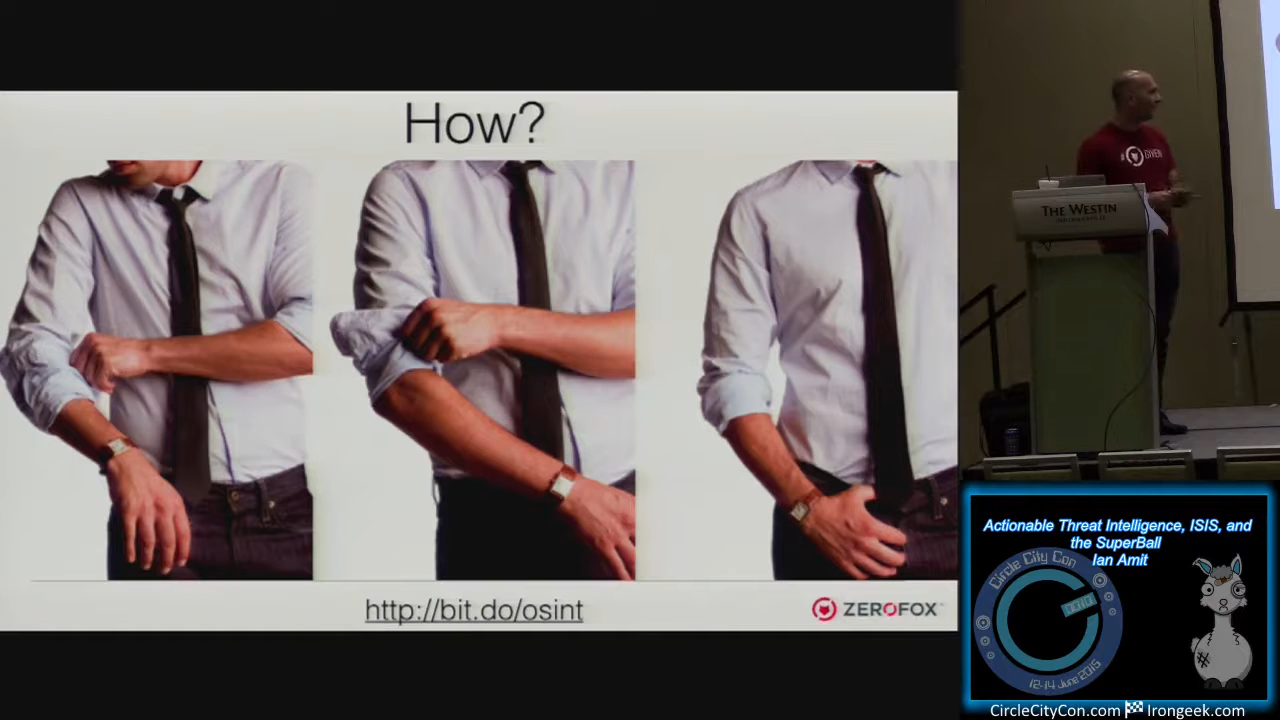 How?
http://bit.do/osint
ZEROFOX
GIVEN
THE WESTIN
Actionable Threat Intelligence, ISIS, and
the SuperBall
Ian Amit
Circle City Con
12-14 June 2015
CircleCityCon.com Irongeek.com